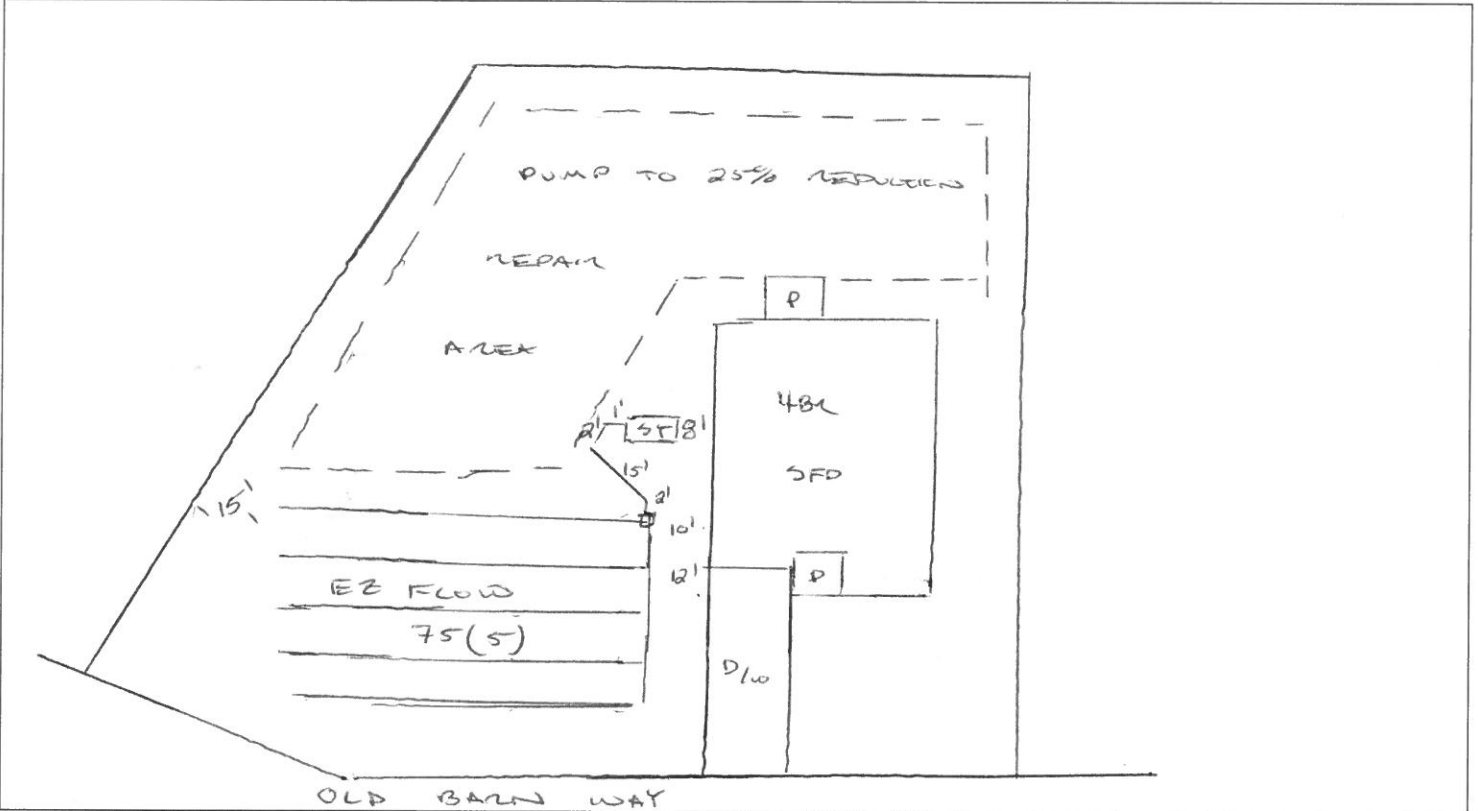 PUMP TO 25% REDUCTION
REPAIR
P
AREA
4BR
1'
2'
ST
8'
SFD
15'
2'
15'
10'
12'
P
EZ FLOW
75(5)
D/W
OLD BARN WAY